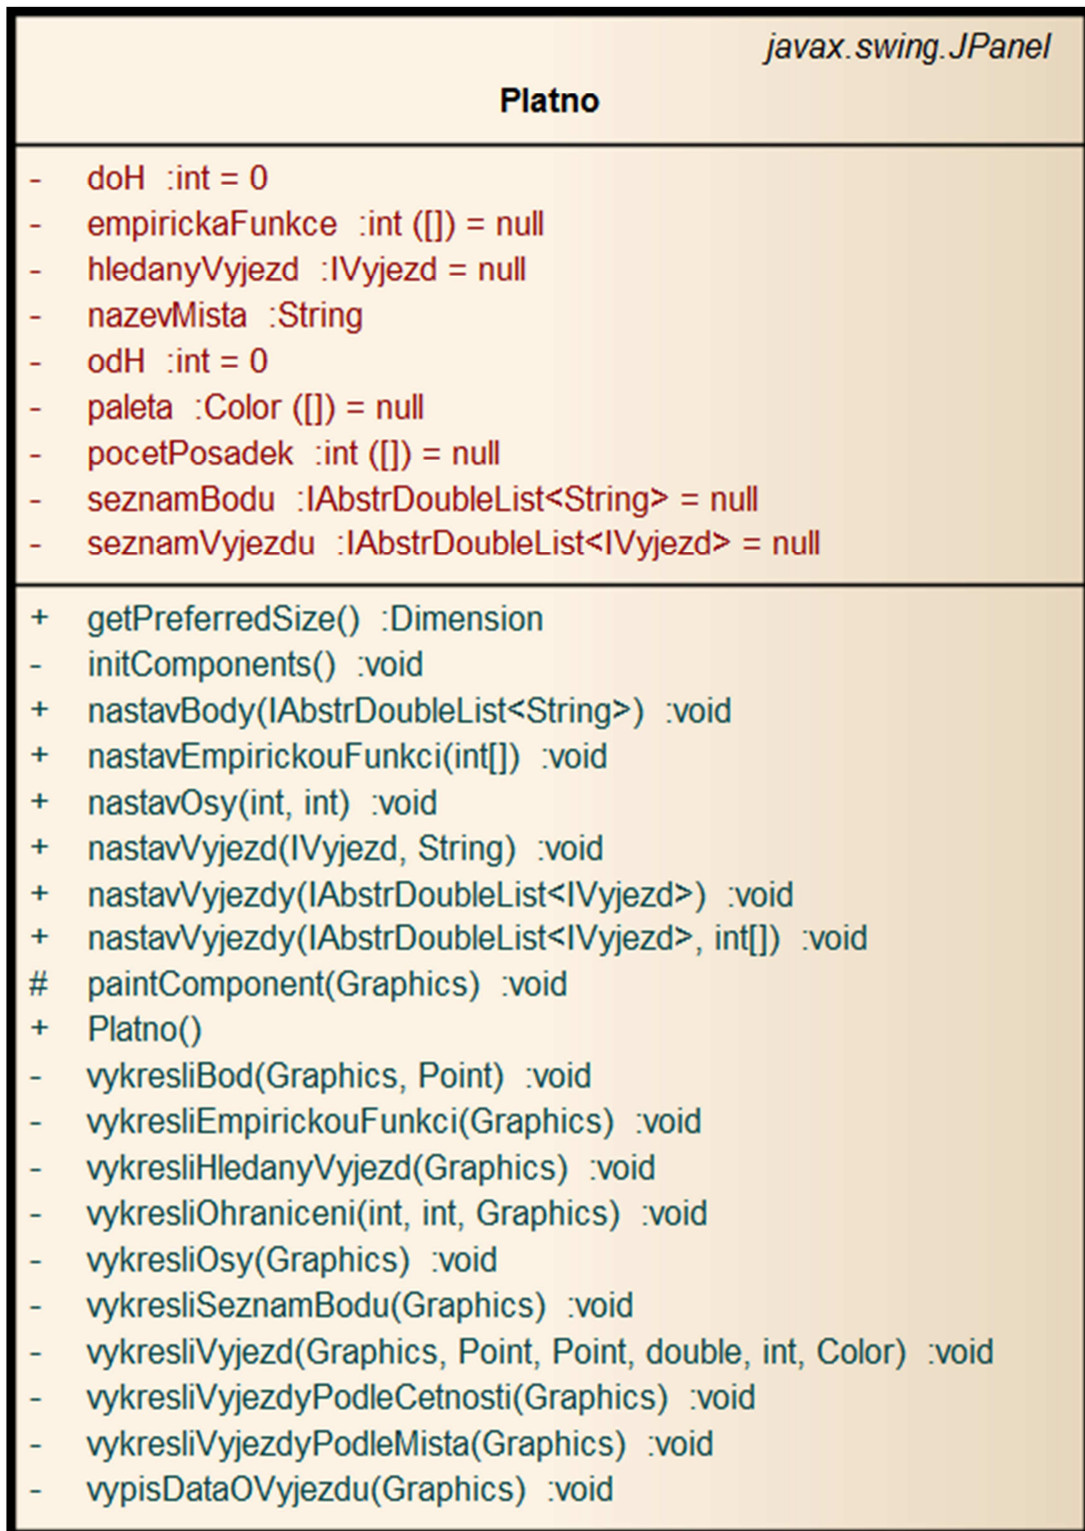 javax.swing.JPanel
Platno
- doH :int = 0
- empirickaFunkce :int ([]) = null
- hledanyVyjezd :IVyjezd = null
- nazevMista :String
- odH :int = 0
- paleta :Color ([]) = null
- pocetPosadek :int ([]) = null
- seznamBodu :IAbstrDoubleList<String> = null
- seznamVyjezdu :IAbstrDoubleList<IVyjezd> = null
+ getPreferredSize() :Dimension
- initComponents() :void
+ nastavBody(IAbstrDoubleList<String>) :void
+ nastavEmpirickouFunkci(int[]) :void
+ nastavOsy(int, int) :void
+ nastavVyjezd(IVyjezd, String) :void
+ nastavVyjezdy(IAbstrDoubleList<IVyjezd>) :void
+ nastavVyjezdy(IAbstrDoubleList<IVyjezd>, int[]) :void
# paintComponent(Graphics) :void
+ Platno()
- vykresliBod(Graphics, Point) :void
- vykresliEmpirickouFunkci(Graphics) :void
- vykresliHledanyVyjezd(Graphics) :void
- vykresliOhraniceni(int, int, Graphics) :void
- vykresliOsy(Graphics) :void
- vykresliSeznamBodu(Graphics) :void
- vykresliVyjezd(Graphics, Point, Point, double, int, Color) :void
- vykresliVyjezdyPodleCetnosti(Graphics) :void
- vykresliVyjezdyPodleMista(Graphics) :void
- vypisDataOVyjezdu(Graphics) :void